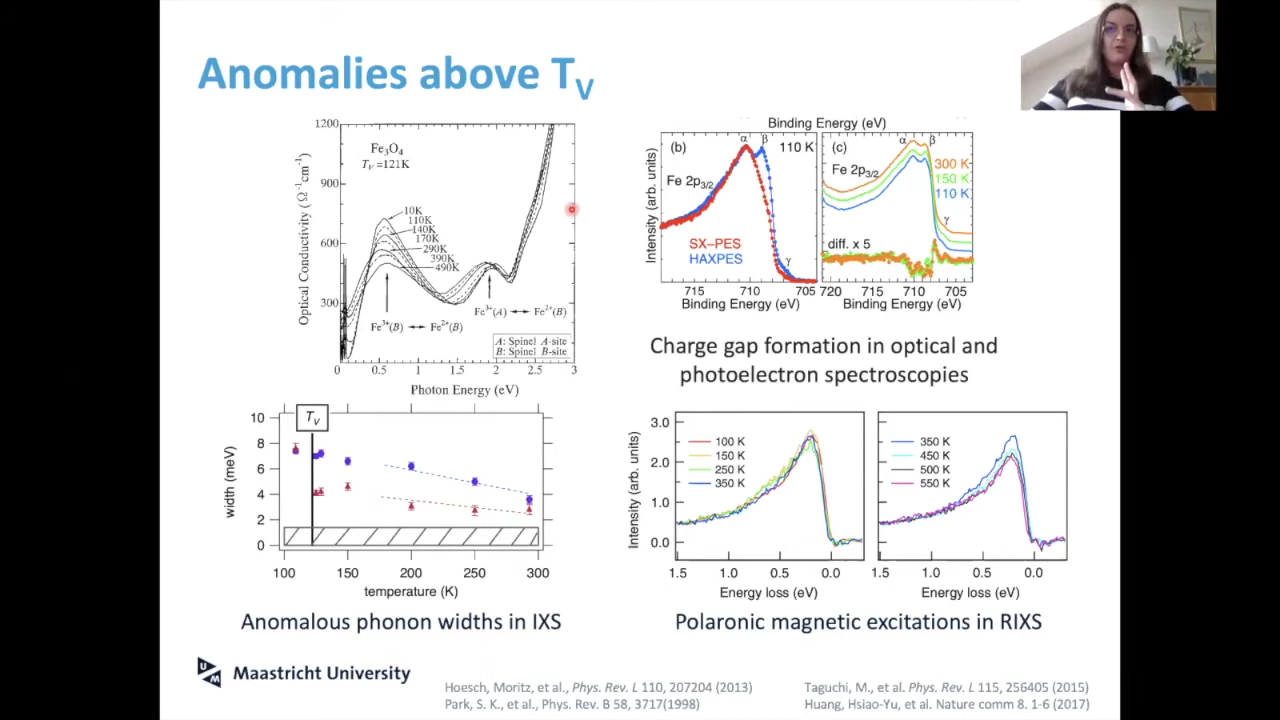 Anomalies above TV
1200
900
600
300
Optical Conductivity (Ω⁻¹cm⁻¹)
Fe3O4
TV =121K
10K
110K
140K
170K
290K
390K
490K
Fe³⁺(B) ↔ Fe²⁺(B)
Fe³⁺(A) ↔ Fe²⁺(B)
A: Spinel A-site
B: Spinel B-site
0 0.5 1 1.5 2 2.5 3
Photon Energy (eV)
Binding Energy (eV)
(b) α β 110 K
Fe 2p3/2
SX-PES
HAXPES
γ
Intensity (arb. units)
715 710 705
Binding Energy (eV)
(c) α β
Fe 2p3/2
300 K
150 K
110 K
γ
diff. x 5
720 715 710 705
Binding Energy (eV)
Charge gap formation in optical and
photoelectron spectroscopies
TV
10
8
6
4
2
0
width (meV)
100 150 200 250 300
temperature (K)
Anomalous phonon widths in IXS
3.0
2.0
1.0
0.0
Intensity (arb. units)
100 K
150 K
250 K
350 K
1.5 1.0 0.5 0.0
Energy loss (eV)
350 K
450 K
500 K
550 K
1.5 1.0 0.5 0.0
Energy loss (eV)
Polaronic magnetic excitations in RIXS
UM
Maastricht University
Hoesch, Moritz, et al., Phys. Rev. L 110, 207204 (2013)
Park, S. K., et al., Phys. Rev. B 58, 3717(1998)
Taguchi, M., et al. Phys. Rev. L 115, 256405 (2015)
Huang, Hsiao-Yu, et al. Nature comm 8. 1-6 (2017)